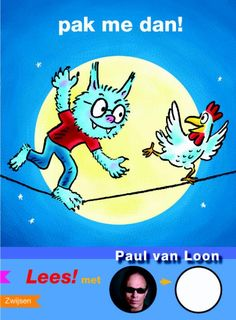 pak me dan!
Paul van Loon
Lees! met
Zwijsen